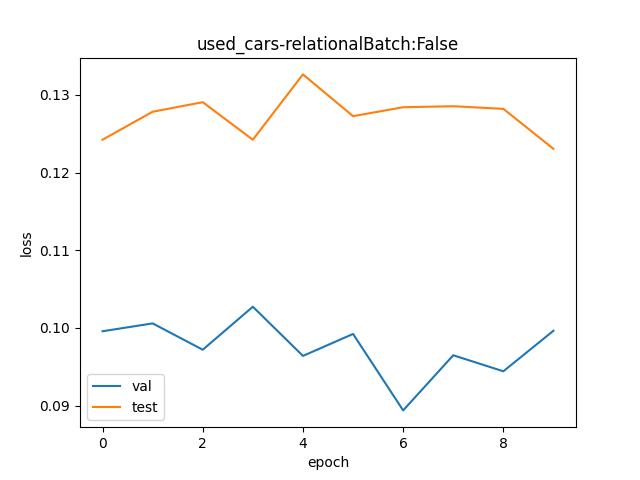 used_cars-relationalBatch:False
0.13
0.12
0.11
0.10
0.09
loss
val
test
0
2
4
6
8
epoch